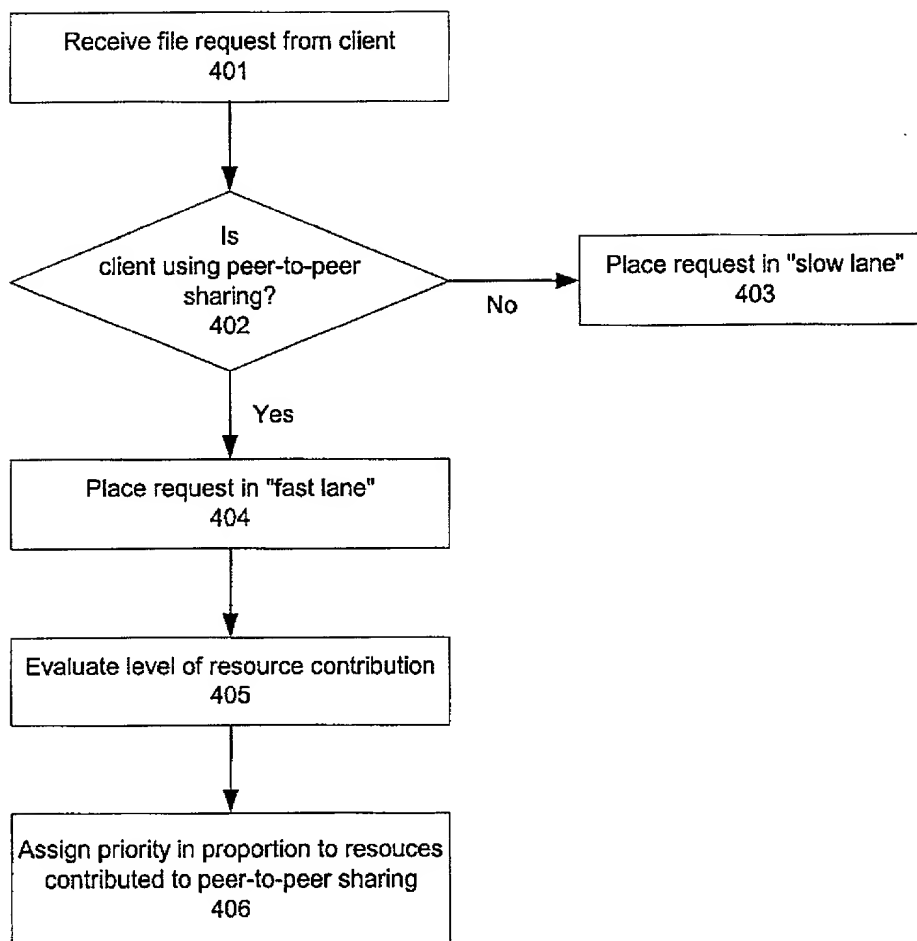 Receive file request from client
401
Is
client using peer-to-peer
sharing?
402
No
Place request in "slow lane"
403
Yes
Place request in "fast lane"
404
Evaluate level of resource contribution
405
Assign priority in proportion to resouces
contributed to peer-to-peer sharing
406